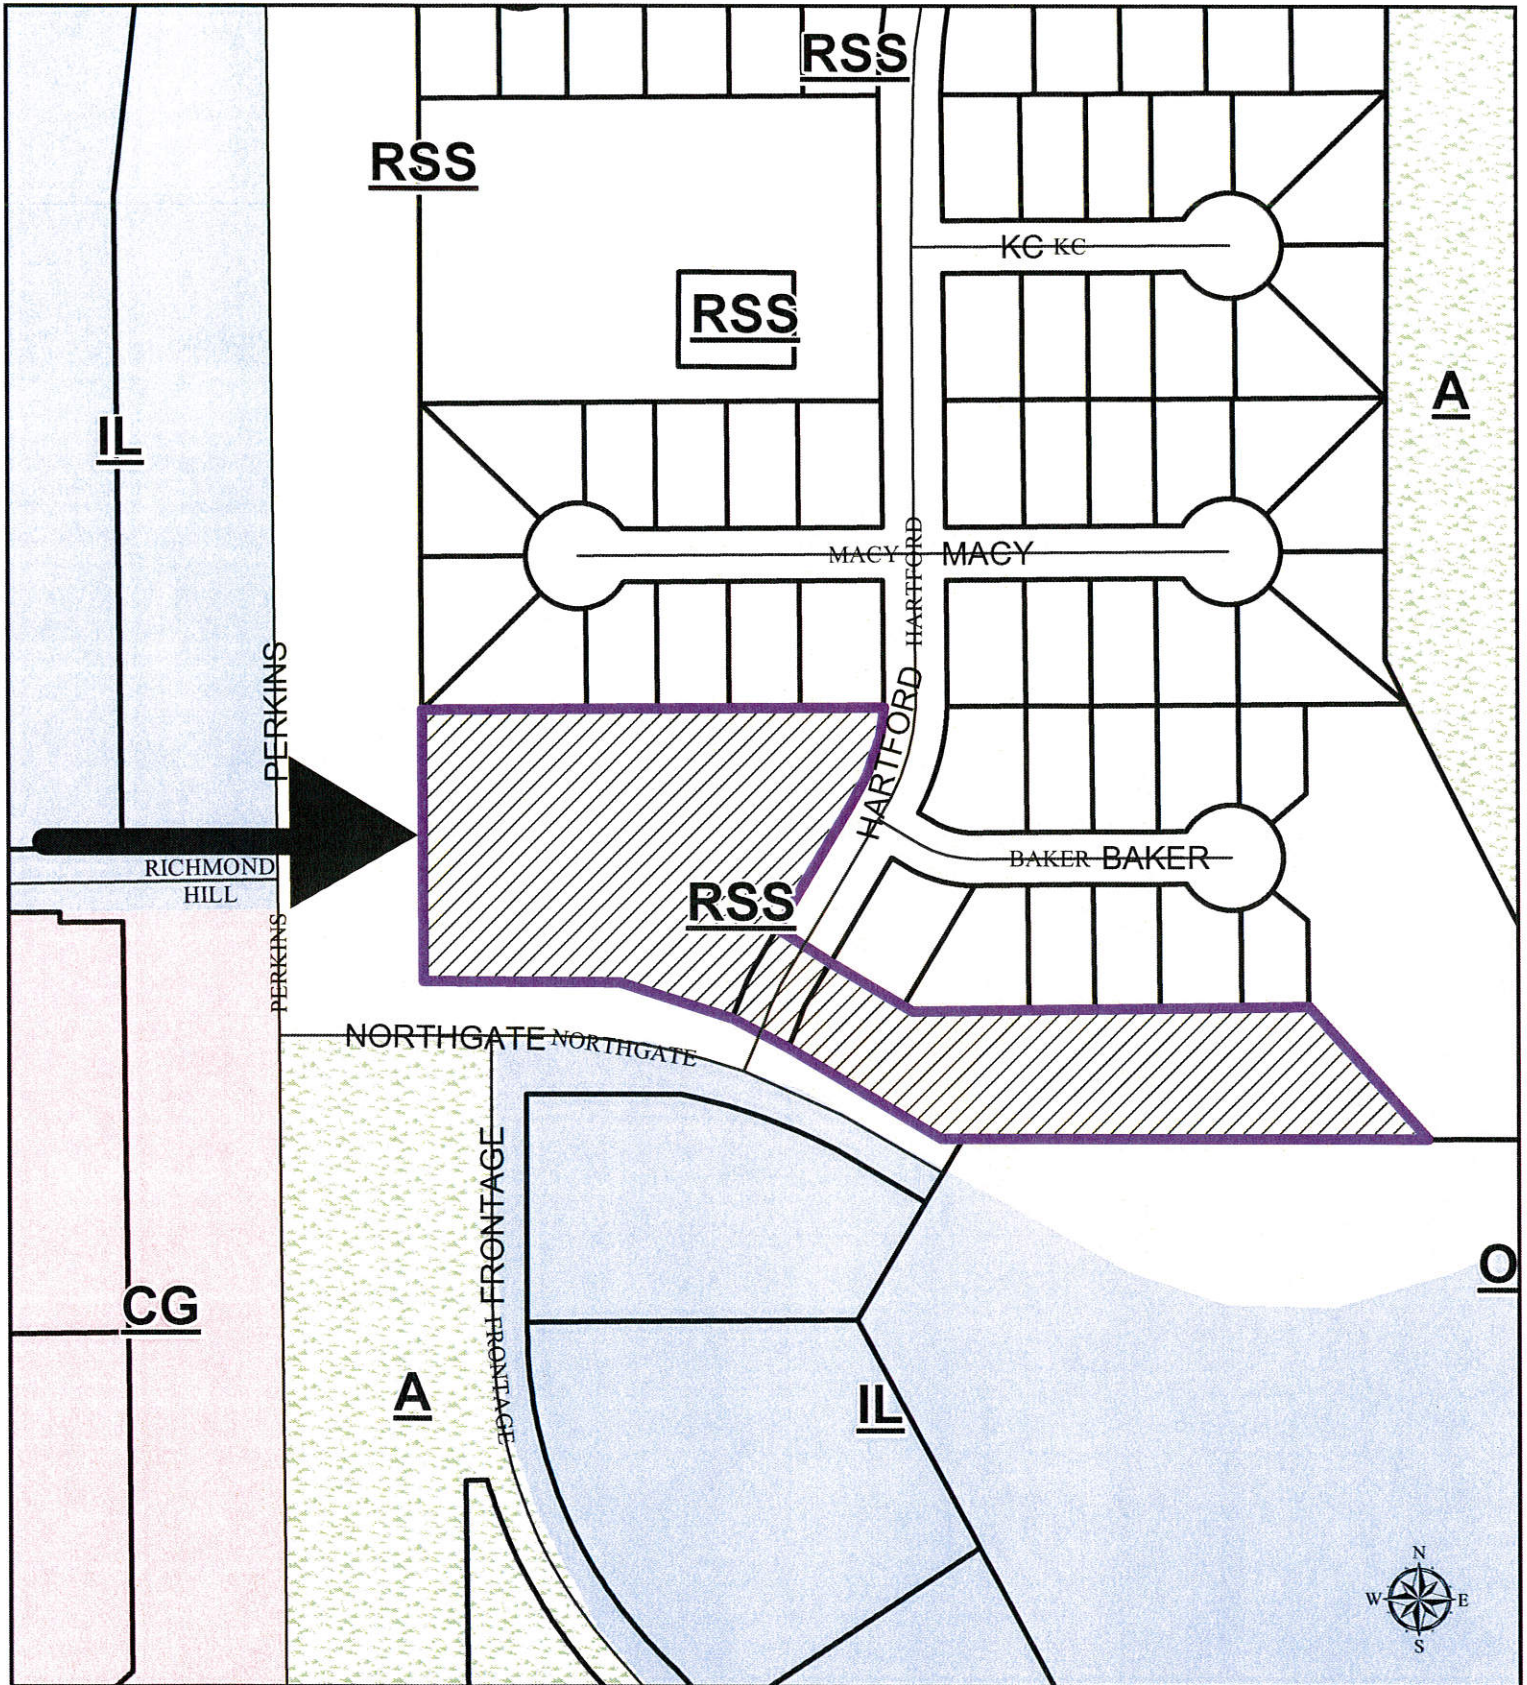 RSS
RSS
KC KC
RSS
A
IL
MACY MACY
HARTFORD
PERKINS
HARTFORD
BAKER BAKER
RICHMOND
HILL
RSS
PERKINS
NORTHGATE NORTHGATE
FRONTAGE
O
CG
FRONTAGE
A
IL
N
W E
S